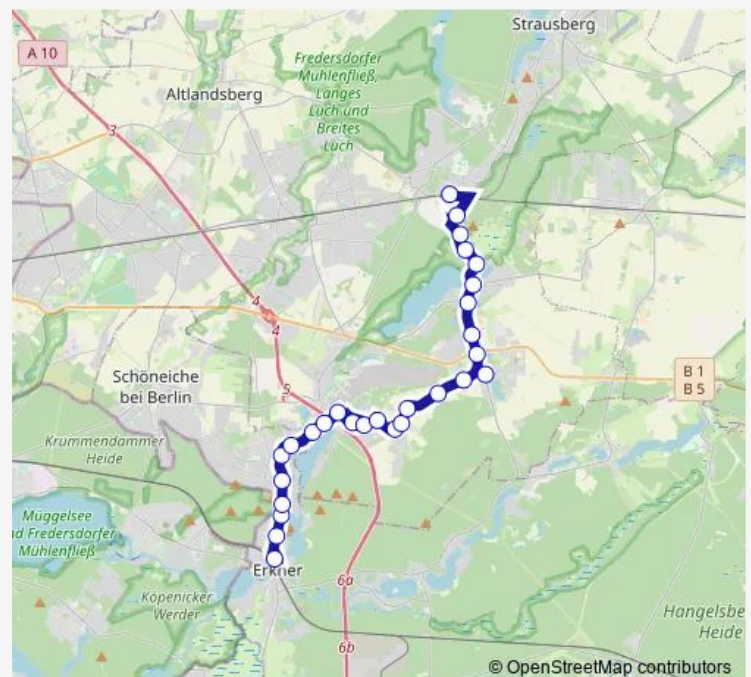 Strausberg
A 10
Fredersdorfer
Mühlenfließ,
Langes
Luch und
Breites
Luch
Altlandsberg
3
4
4
5
B 1
B 5
Schöneiche
bei Berlin
Krummendammer
Heide
Müggelsee
nd Fredersdorfer
Mühlenfließ
Erkner
6a
Köpenicker
Werder
Hangelsbe
Heide
6b
© OpenStreetMap contributors